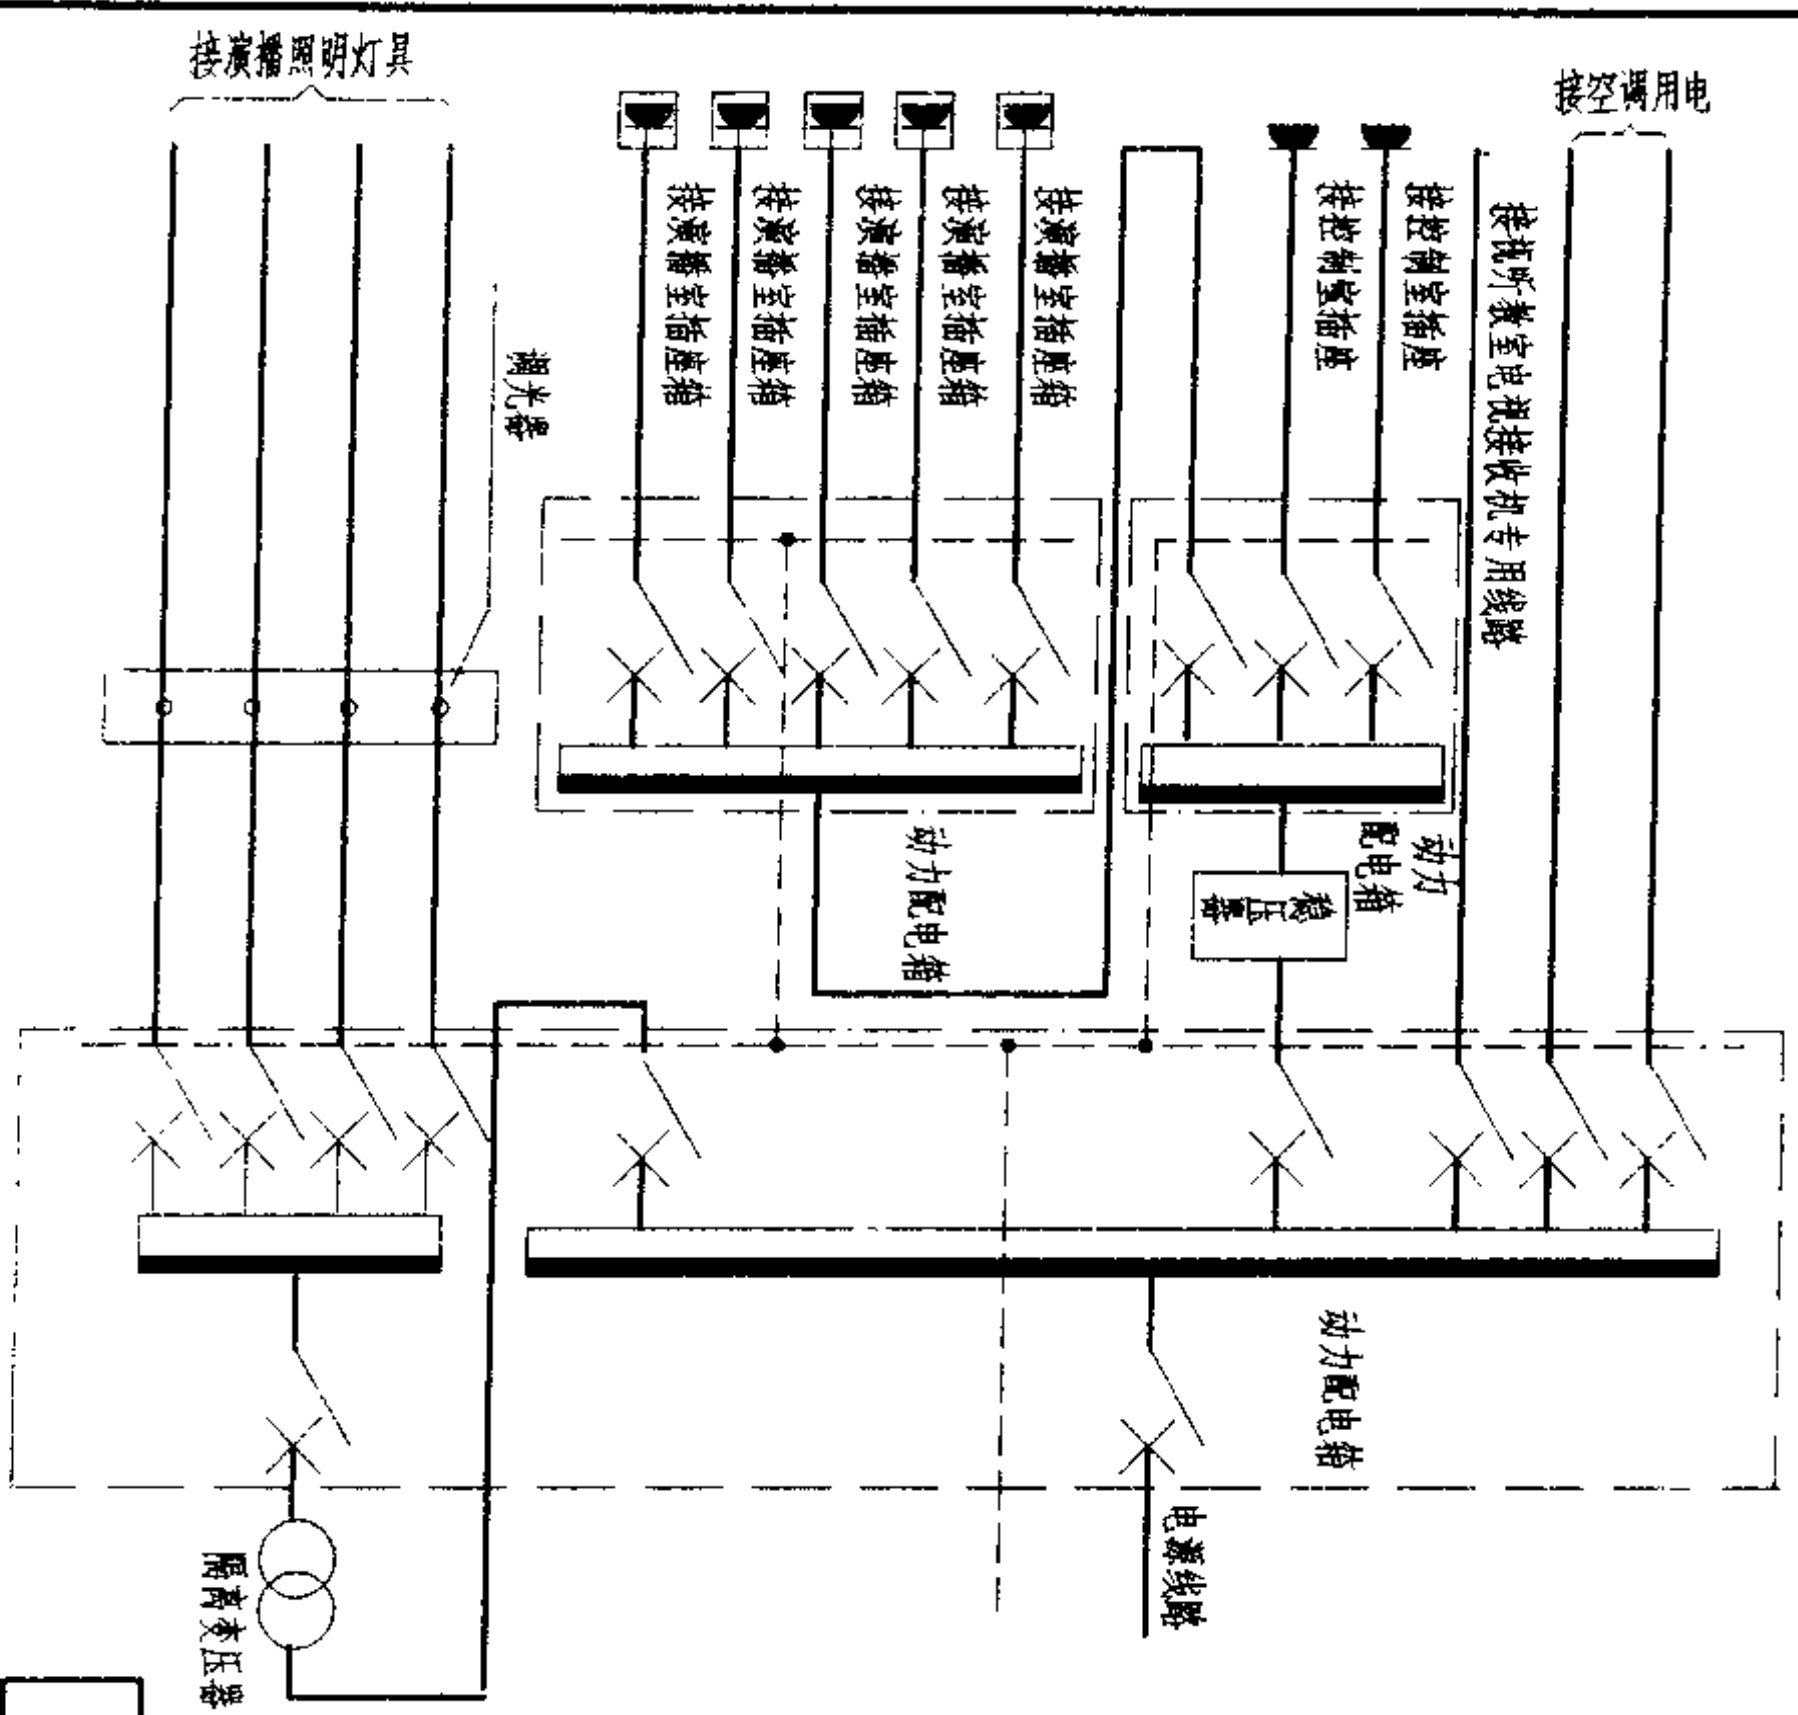 接演播照明灯具
接空调用电
接演播室插座箱
接演播室插座箱
接演播室插座箱
接演播室插座箱
接演播室插座箱
接控制室插座
接控制室插座
接抗所教室电视接收机专用线路
调光器
动力配电箱
动力
配电箱
稳压器
动力配电箱
电源线路
隔离变压器